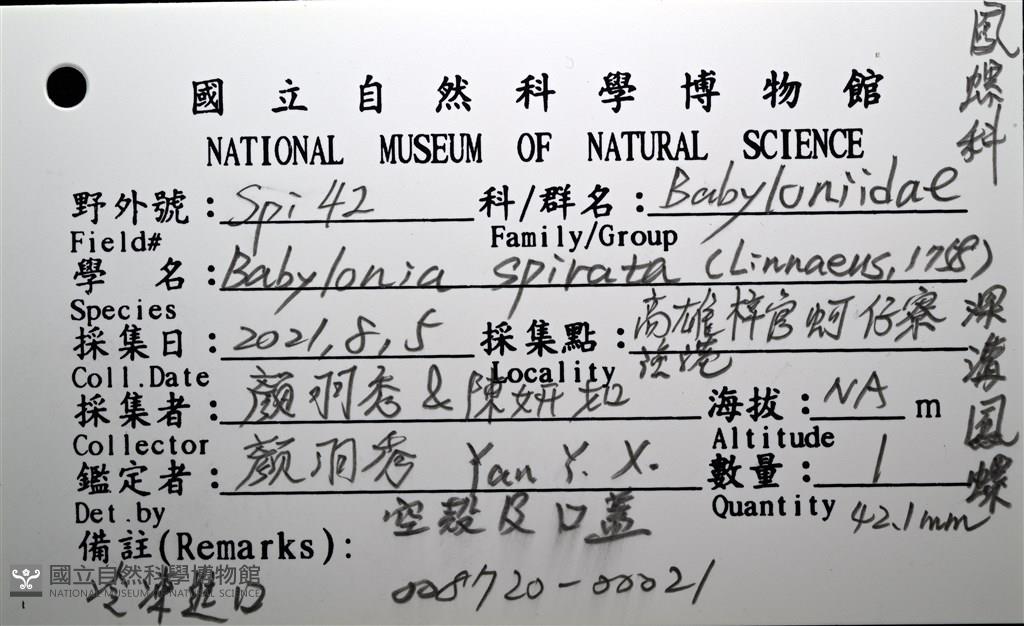 國立自然科學博物館
NATIONAL MUSEUM OF NATURAL SCIENCE
鳳螺科
野外號：Spi 42 科/群名：Babyloniidae
Field# Family/Group
學 名：Babylonia spirata (Linnaeus, 1758)
Species
採集日：2021, 8, 5 採集點：高雄梓官蚵仔寮
漁港
Coll.Date Locality
採集者：顏羽秀 & 陳妍 海拔：NA m
Collector Altitude
鑑定者：顏羽秀 Yan Y. X. 數量：1
Det.by Quantity 42.1mm
深溝鳳螺
空殼及口蓋
備註(Remarks):
冷凍進口 008720-00021
國立自然科學博物館
NATIONAL MUSEUM OF NATURAL SCIENCE